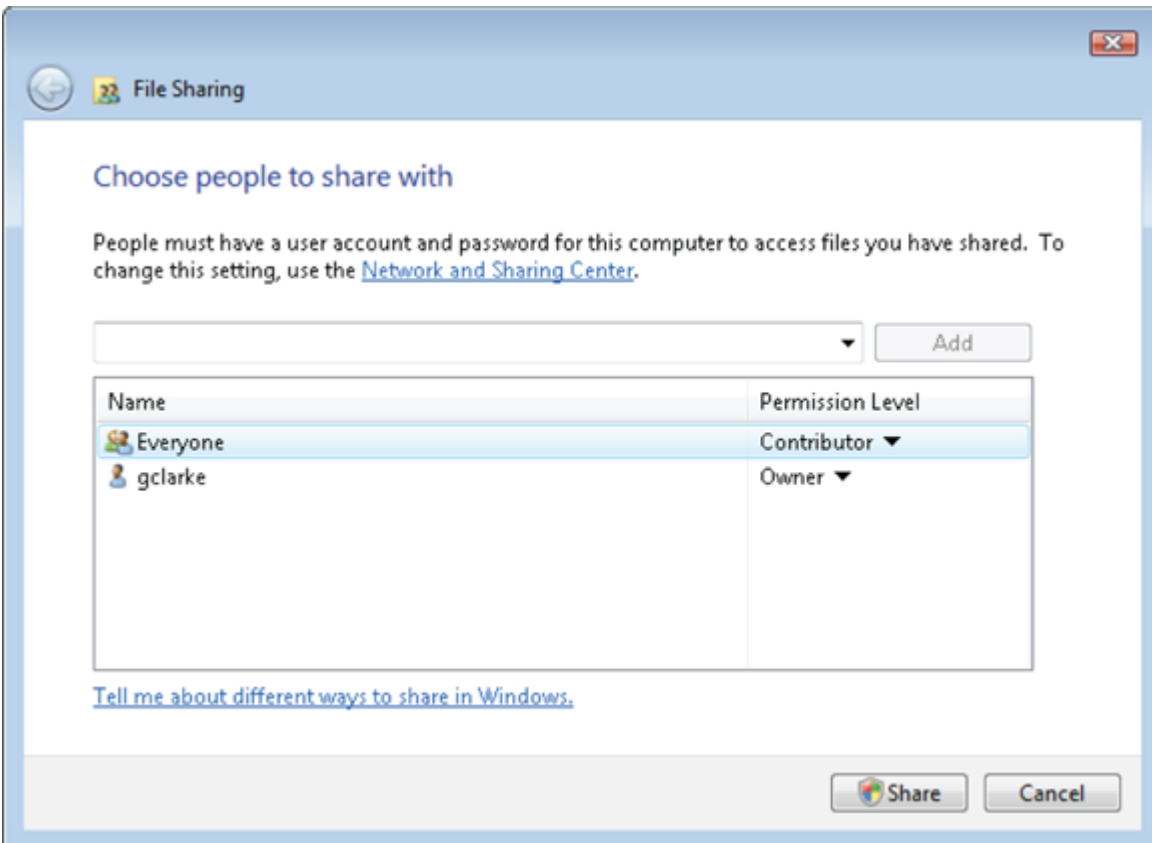 File Sharing
Choose people to share with
People must have a user account and password for this computer to access files you have shared.  To
change this setting, use the Network and Sharing Center.
Add
Name Permission Level
Everyone Contributor
gclarke Owner
Tell me about different ways to share in Windows.
Share Cancel